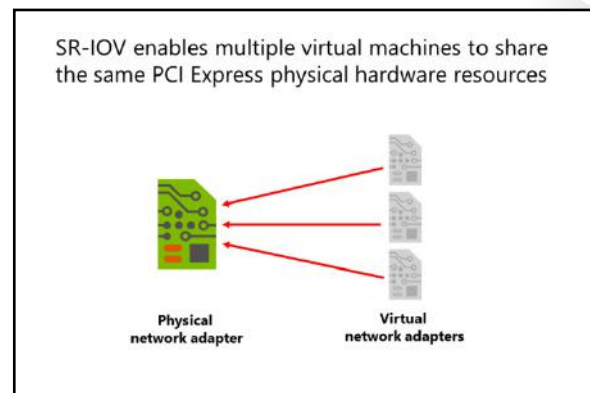 SR-IOV enables multiple virtual machines to share
the same PCI Express physical hardware resources
Physical
network adapter
Virtual
network adapters